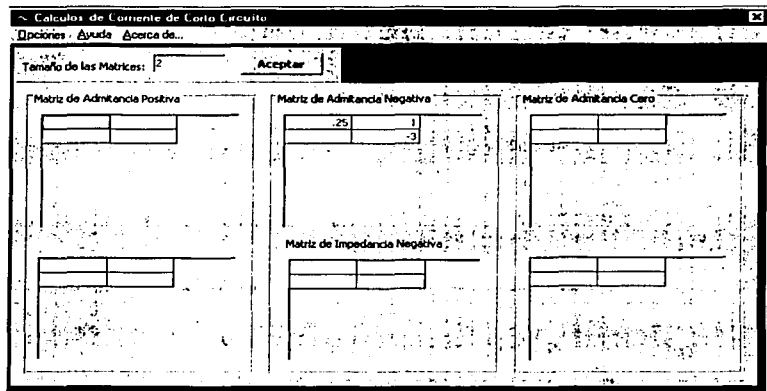 ~ Calculos de Corriente de Corto Circuito
Opciones Ayuda Acerca de...
Tamaño de las Matrices: 2 Aceptar
Matriz de Admitancia Positiva
Matriz de Admitancia Negativa
Matriz de Admitancia Cero
.25 1
-3
Matriz de Impedancia Negativa